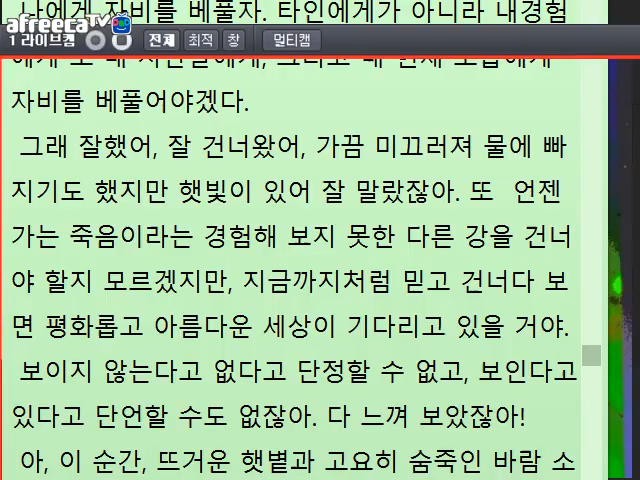 나에게 자비를 베풀자. 타인에게가 아니라 내경험
afreecaTV
1 라이브캠
전체 최적 창 멀티캠
자비를 베풀어야겠다.
그래 잘했어, 잘 건너왔어, 가끔 미끄러져 물에 빠
지기도 했지만 햇빛이 있어 잘 말랐잖아. 또 언젠
가는 죽음이라는 경험해 보지 못한 다른 강을 건너
야 할지 모르겠지만, 지금까지처럼 믿고 건너다 보
면 평화롭고 아름다운 세상이 기다리고 있을 거야.
보이지 않는다고 없다고 단정할 수 없고, 보인다고
있다고 단언할 수도 없잖아. 다 느껴 보았잖아!
아, 이 순간, 뜨거운 햇볕과 고요히 숨죽인 바람 소